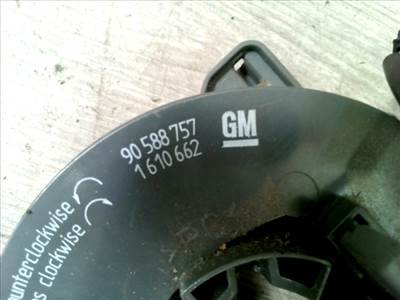 90 588 757
1 610 662
GM
unterclockwise
s clockwise